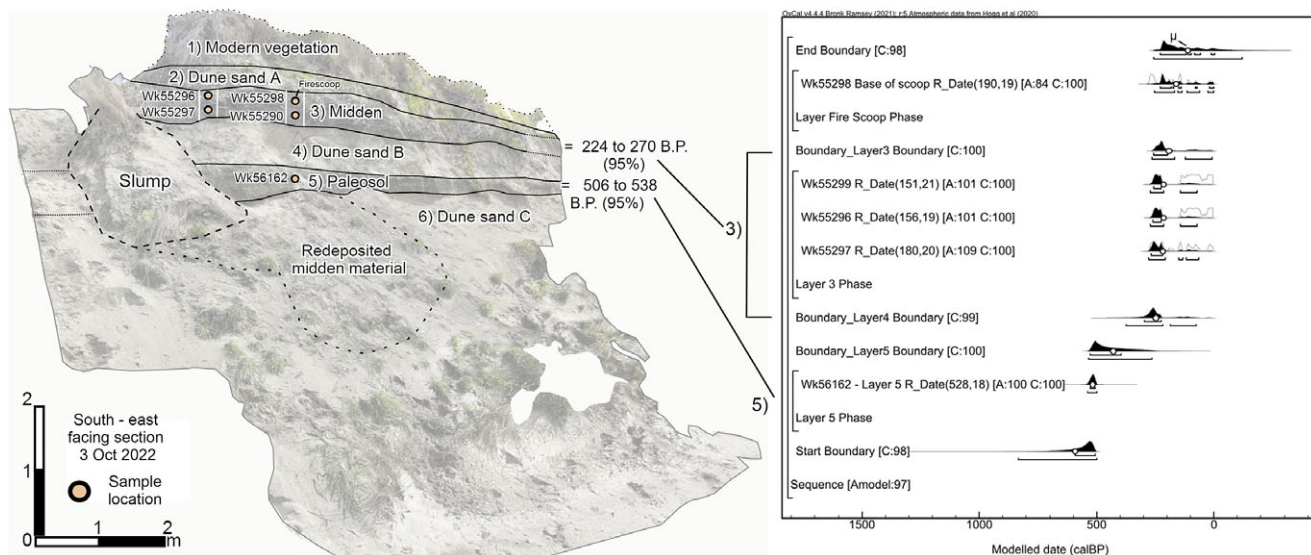 1) Modern vegetation
2) Dune sand A
Firescoop
Wk55296
Wk55298
3) Midden
Wk55297
Wk55290
4) Dune sand B
= 224 to 270 B.P.
(95%)
Slump
Wk56162
5) Paleosol
= 506 to 538
B.P. (95%)
6) Dune sand C
Redeposited
midden material
3)
5)
2
1
0
South - east
facing section
3 Oct 2022
Sample
location
1
2
m
OxCal v4.4.4 Bronk Ramsey (2021); r:5 Atmospheric data from Hogg et al (2020)
End Boundary [C:98]
μ
Wk55298 Base of scoop R_Date(190,19) [A:84 C:100]
Layer Fire Scoop Phase
Boundary_Layer3 Boundary [C:100]
Wk55299 R_Date(151,21) [A:101 C:100]
Wk55296 R_Date(156,19) [A:101 C:100]
Wk55297 R_Date(180,20) [A:109 C:100]
Layer 3 Phase
Boundary_Layer4 Boundary [C:99]
Boundary_Layer5 Boundary [C:100]
Wk56162 - Layer 5 R_Date(528,18) [A:100 C:100]
Layer 5 Phase
Start Boundary [C:98]
Sequence [Amodel:97]
1500
1000
500
0
Modelled date (calBP)